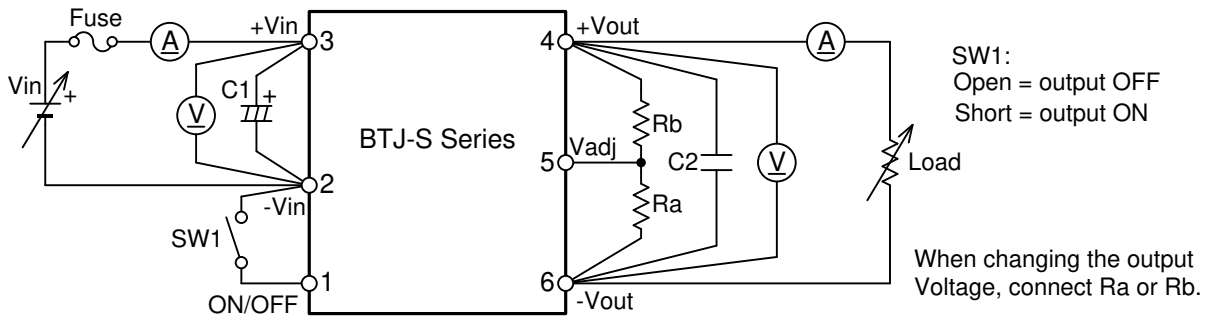 Fuse
A
+Vin
3
4
+Vout
A
SW1:
Open = output OFF
Short = output ON
Vin
+
V
C1
+
BTJ-S Series
Rb
5
Vadj
C2
V
Load
Ra
2
-Vin
SW1
1
ON/OFF
6
-Vout
When changing the output
Voltage, connect Ra or Rb.